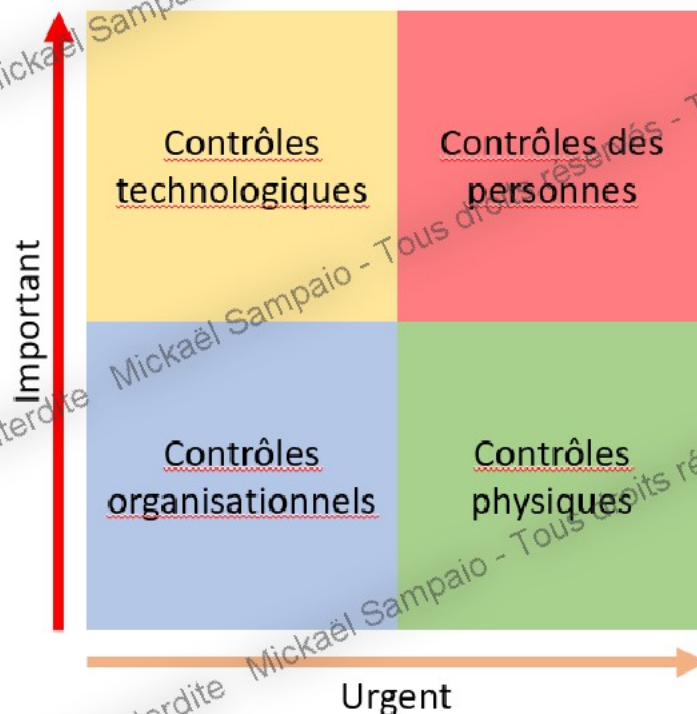 Mickaël Sampaio
Contrôles
technologiques
Contrôles des
personnes
Important
Mickaël Sampaio - Tous droits réservés - T
Contrôles
organisationnels
Contrôles
physiques
Mickaël Sampaio - Tous droits
Urgent